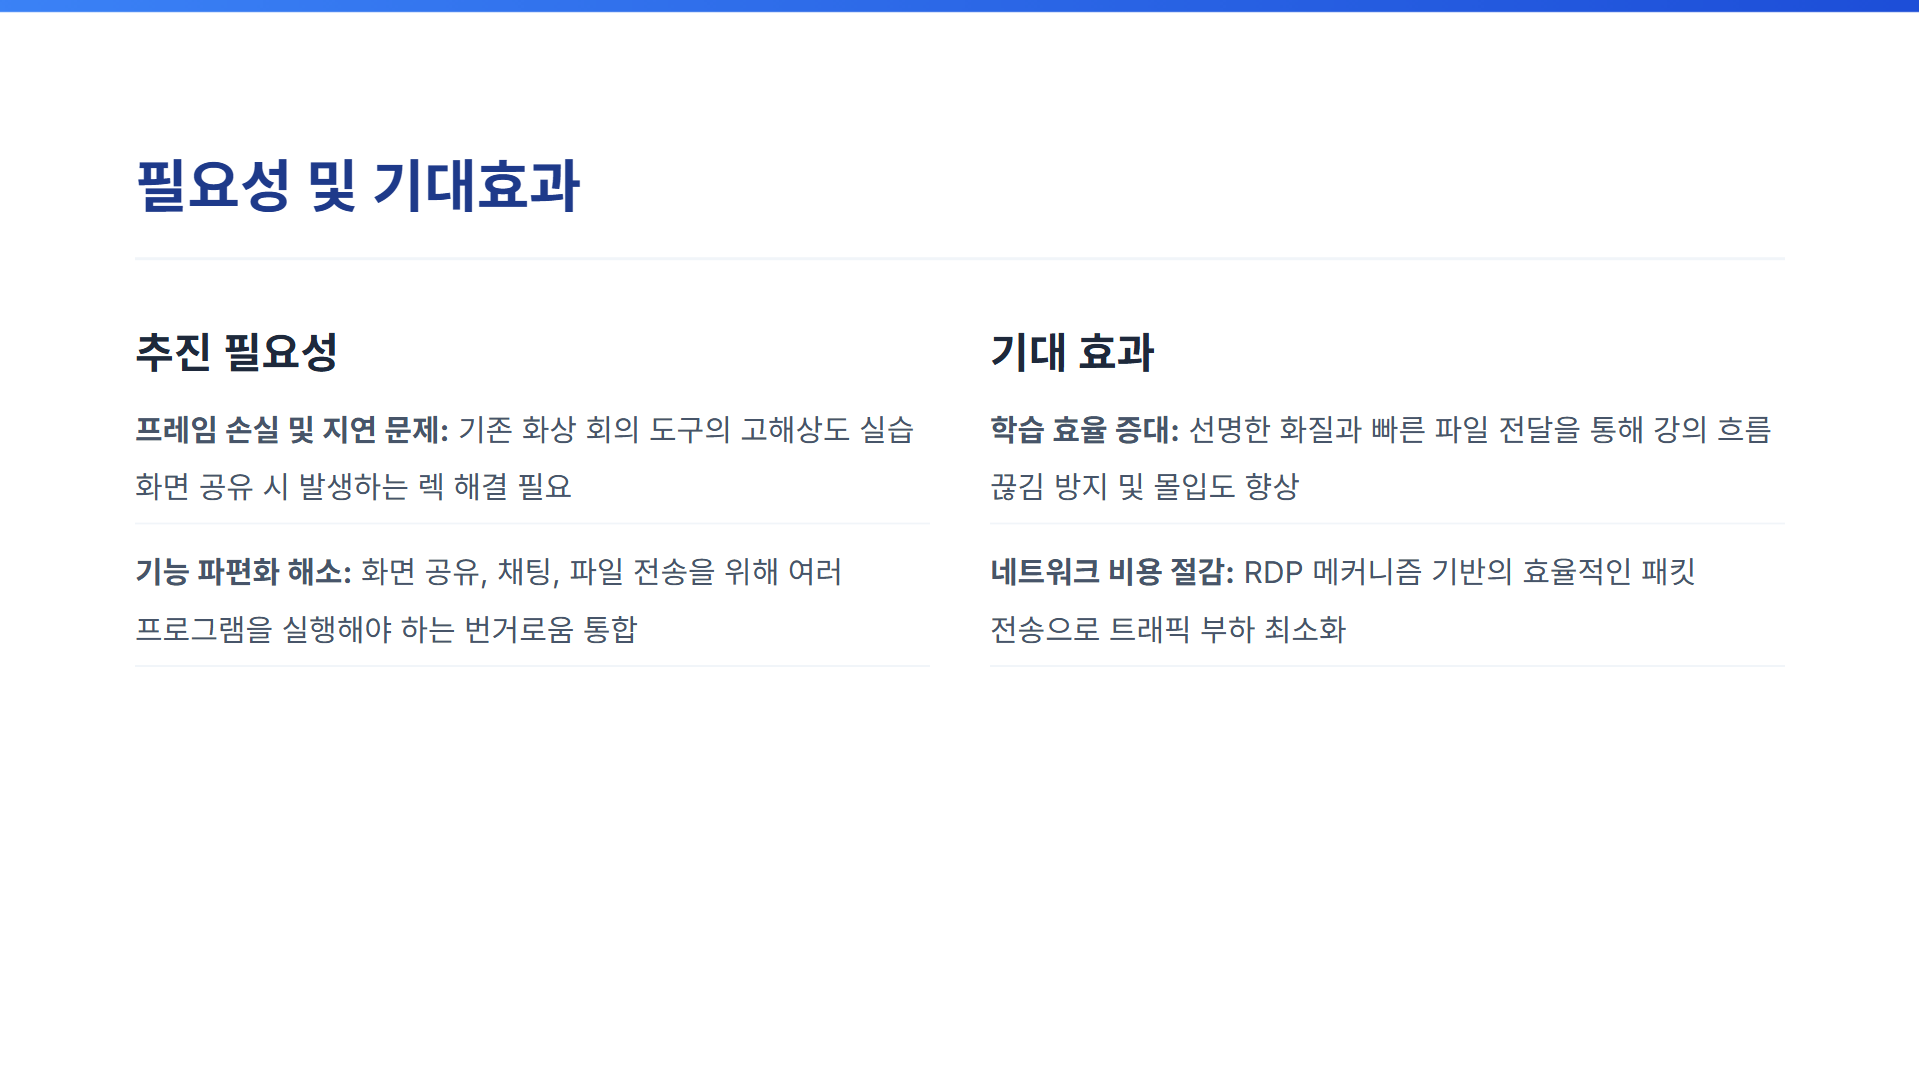 필요성 및 기대효과
추진 필요성
프레임 손실 및 지연 문제: 기존 화상 회의 도구의 고해상도 실습
화면 공유 시 발생하는 렉 해결 필요
기능 파편화 해소: 화면 공유, 채팅, 파일 전송을 위해 여러
프로그램을 실행해야 하는 번거로움 통합
기대 효과
학습 효율 증대: 선명한 화질과 빠른 파일 전달을 통해 강의 흐름
끊김 방지 및 몰입도 향상
네트워크 비용 절감: RDP 메커니즘 기반의 효율적인 패킷
전송으로 트래픽 부하 최소화